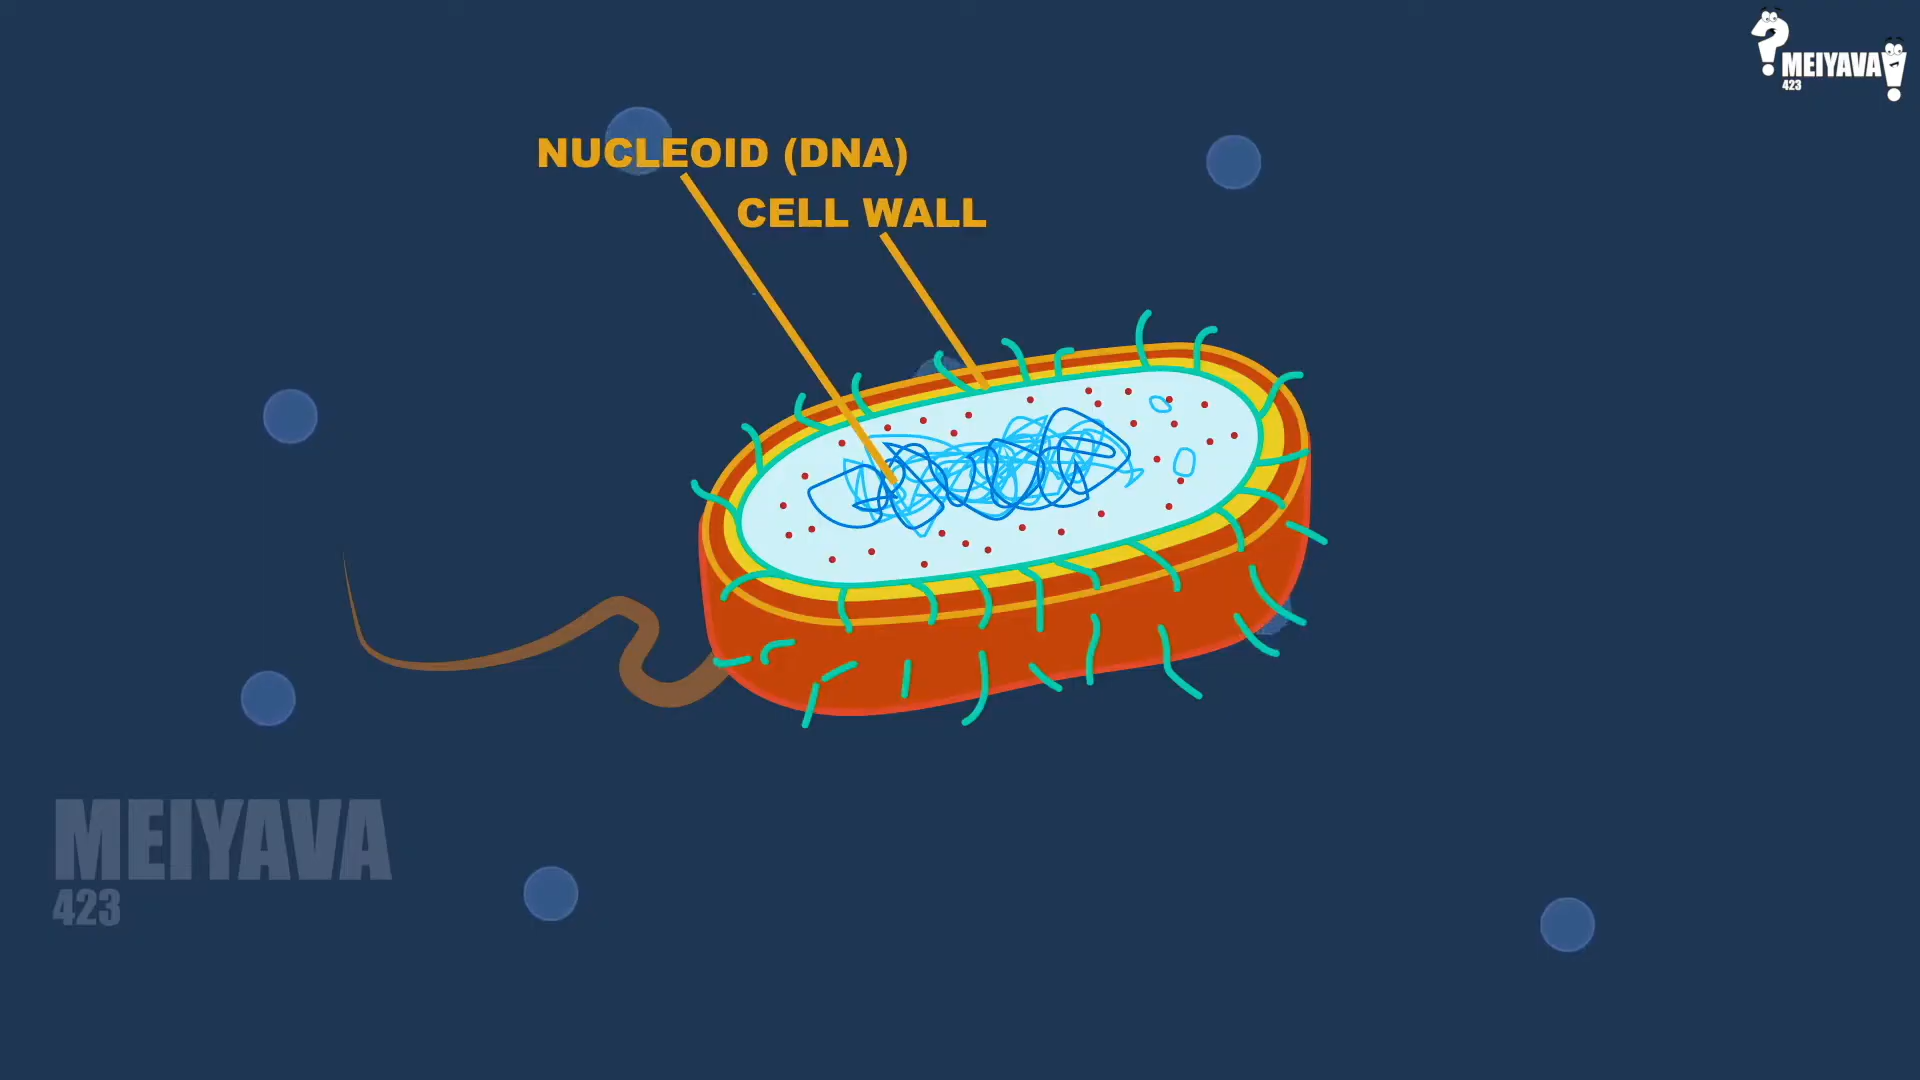 MEIYAVA
423
NUCLEOID (DNA)
CELL WALL
MEIYAVA
423